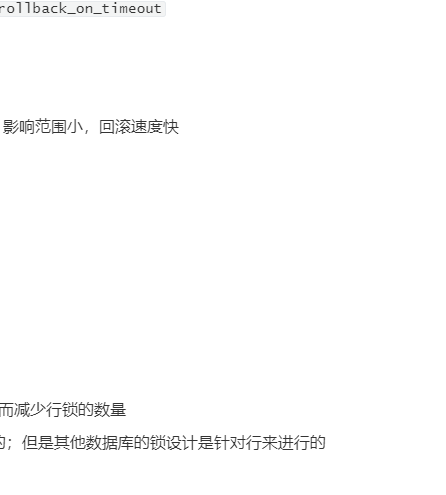 rollback_on_timeout
影响范围小，回滚速度快
而减少行锁的数量
的；但是其他数据库的锁设计是针对行来进行的